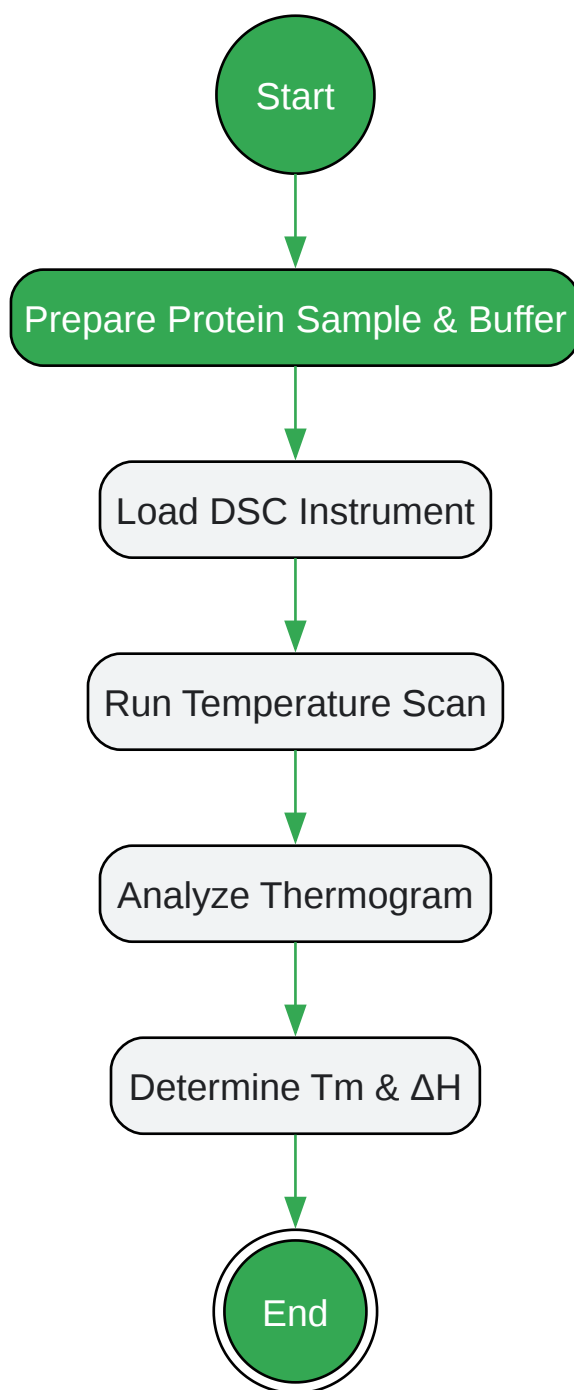 Start
Prepare Protein Sample & Buffer
Load DSC Instrument
Run Temperature Scan
Analyze Thermogram
Determine Tm & ΔH
End